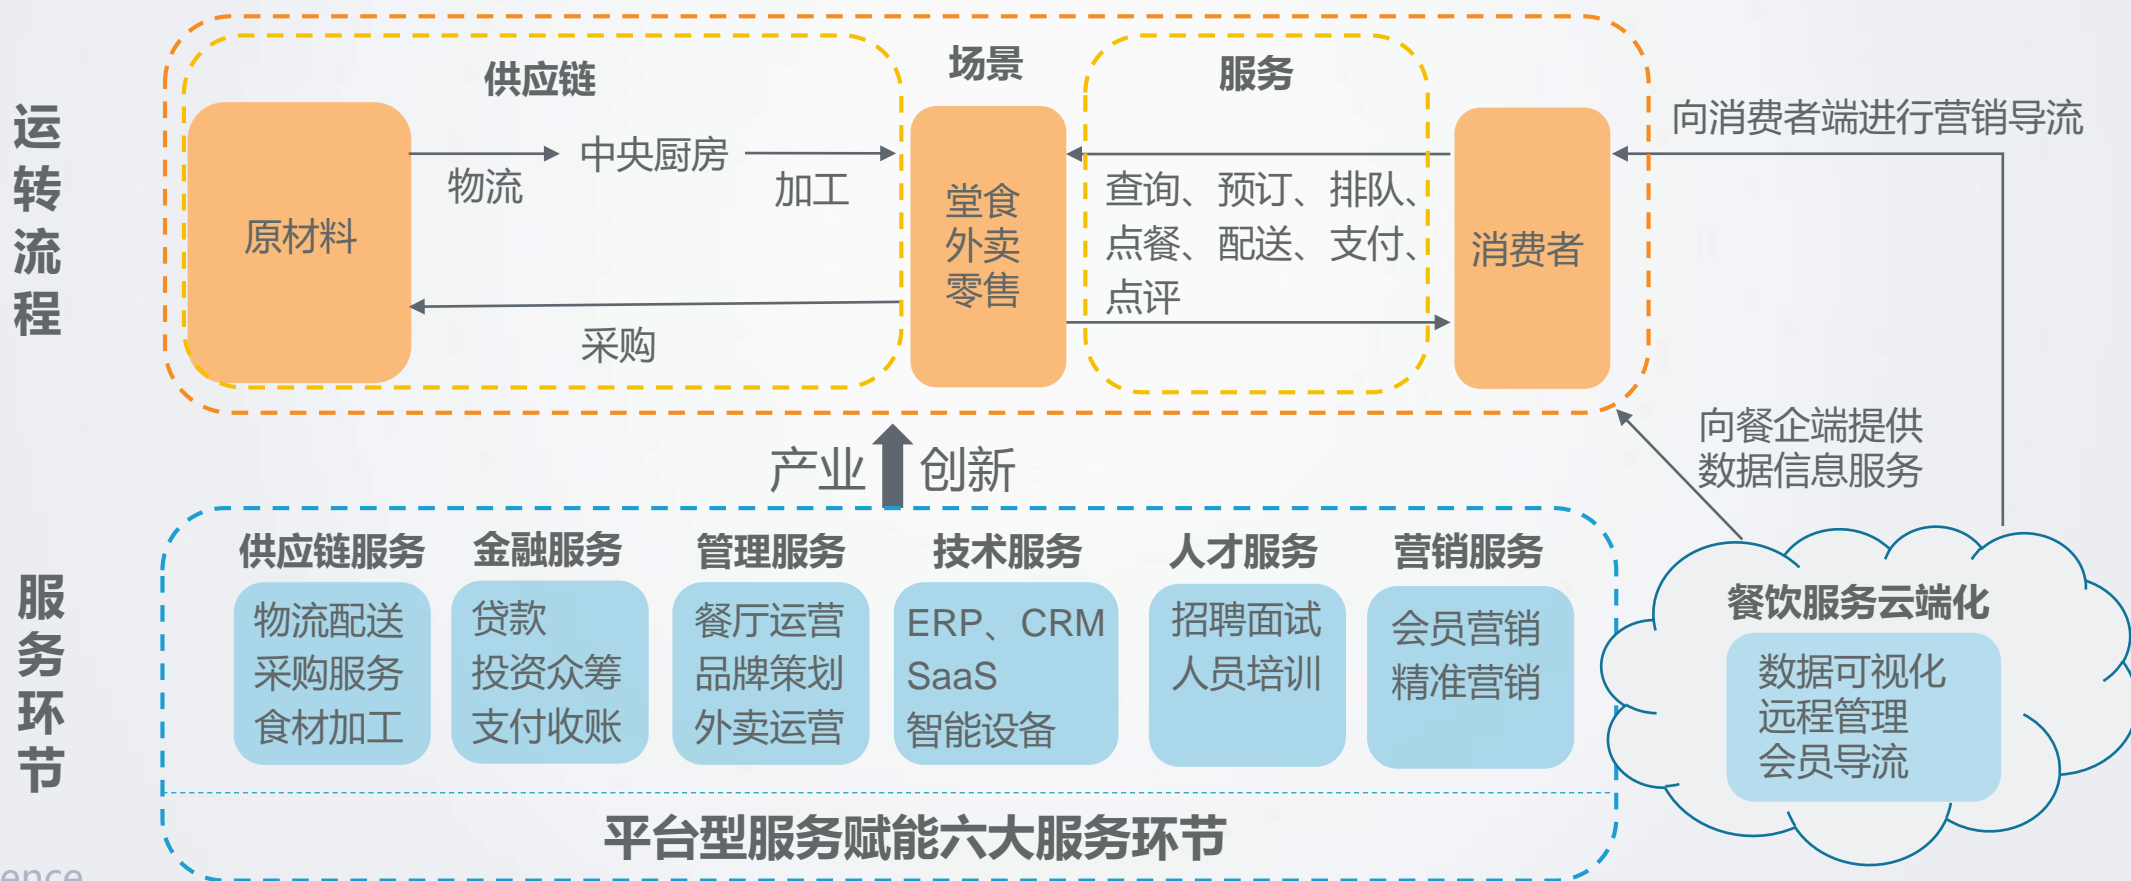 运转流程
供应链
场景
服务
向消费者端进行营销导流
原材料
物流
中央厨房
加工
采购
堂食
外卖
零售
查询、预订、排队、
点餐、配送、支付、
点评
消费者
产业
创新
向餐企端提供
数据信息服务
服务环节
供应链服务
物流配送
采购服务
食材加工
金融服务
贷款
投资众筹
支付收账
管理服务
餐厅运营
品牌策划
外卖运营
技术服务
ERP、CRM
SaaS
智能设备
人才服务
招聘面试
人员培训
营销服务
会员营销
精准营销
餐饮服务云端化
数据可视化
远程管理
会员导流
平台型服务赋能六大服务环节